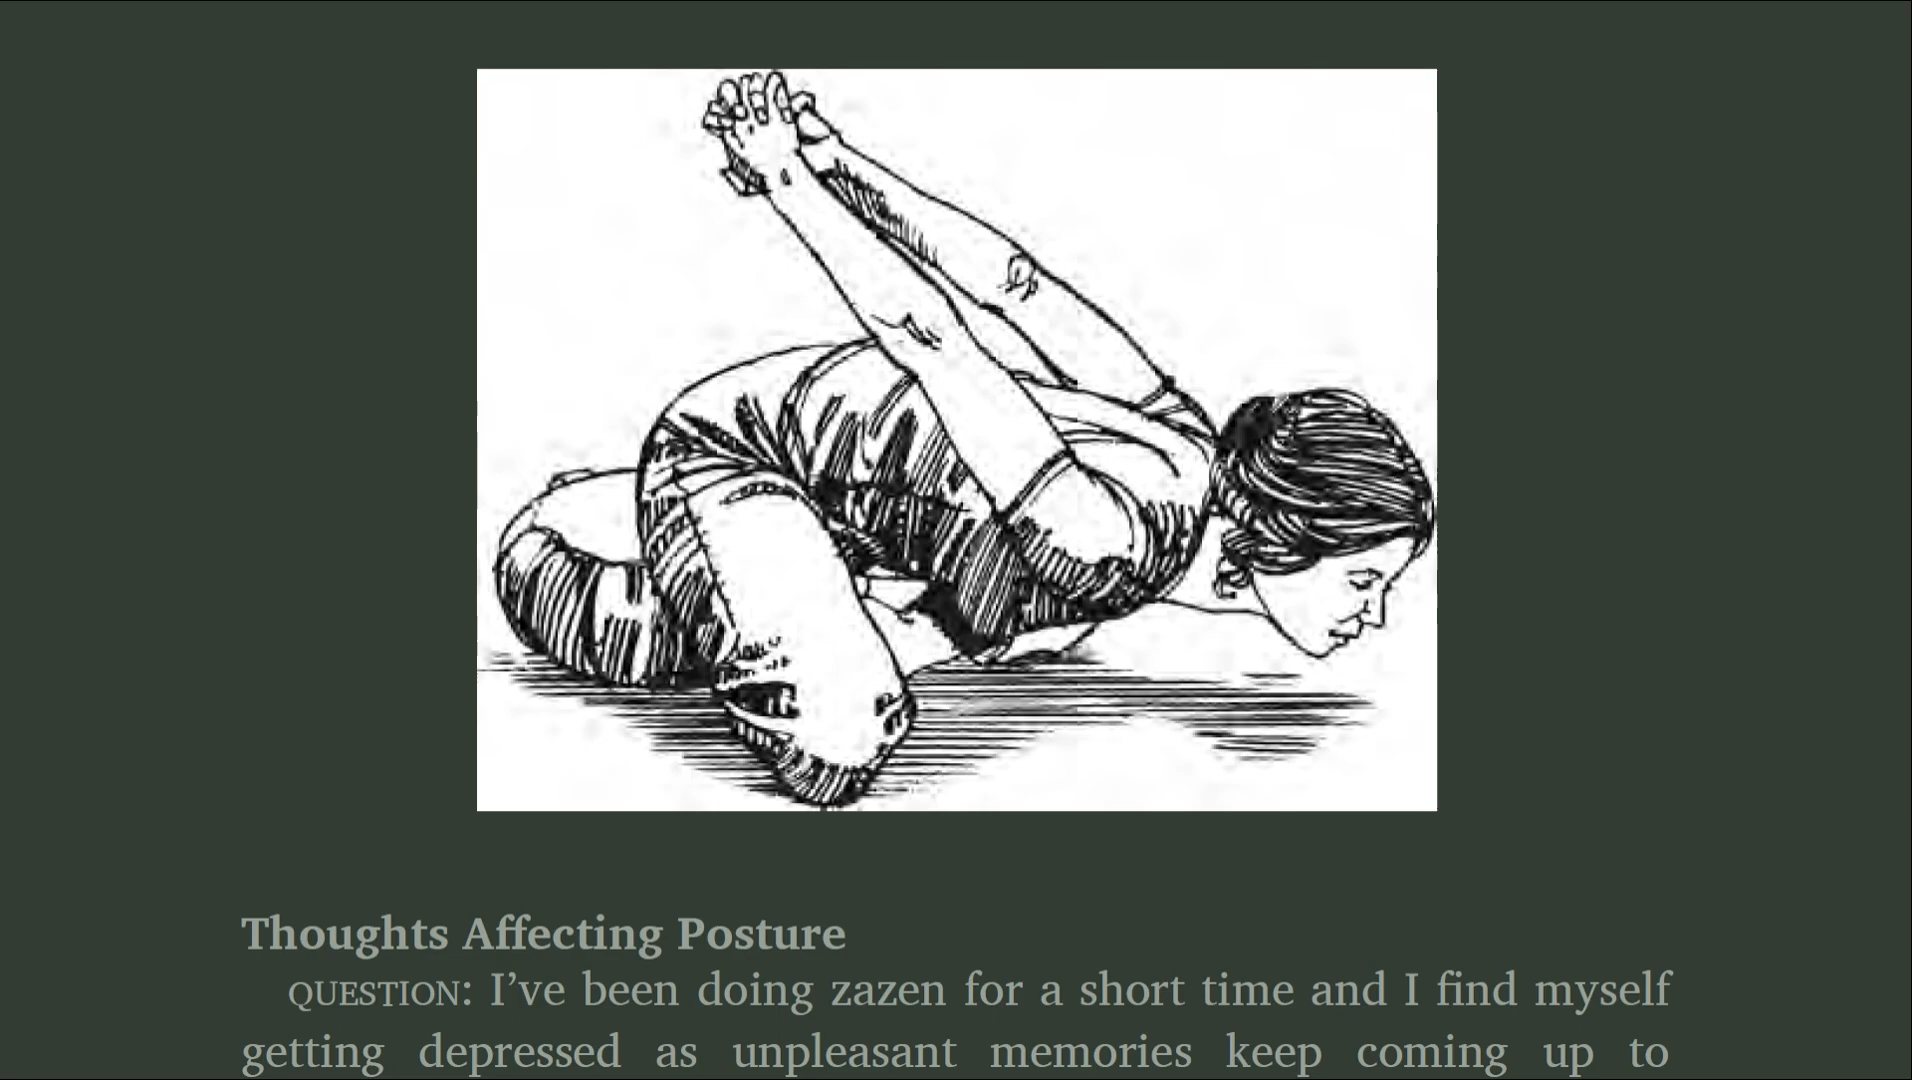 Thoughts Affecting Posture
QUESTION: I’ve been doing zazen for a short time and I find myself
getting depressed as unpleasant memories keep coming up to